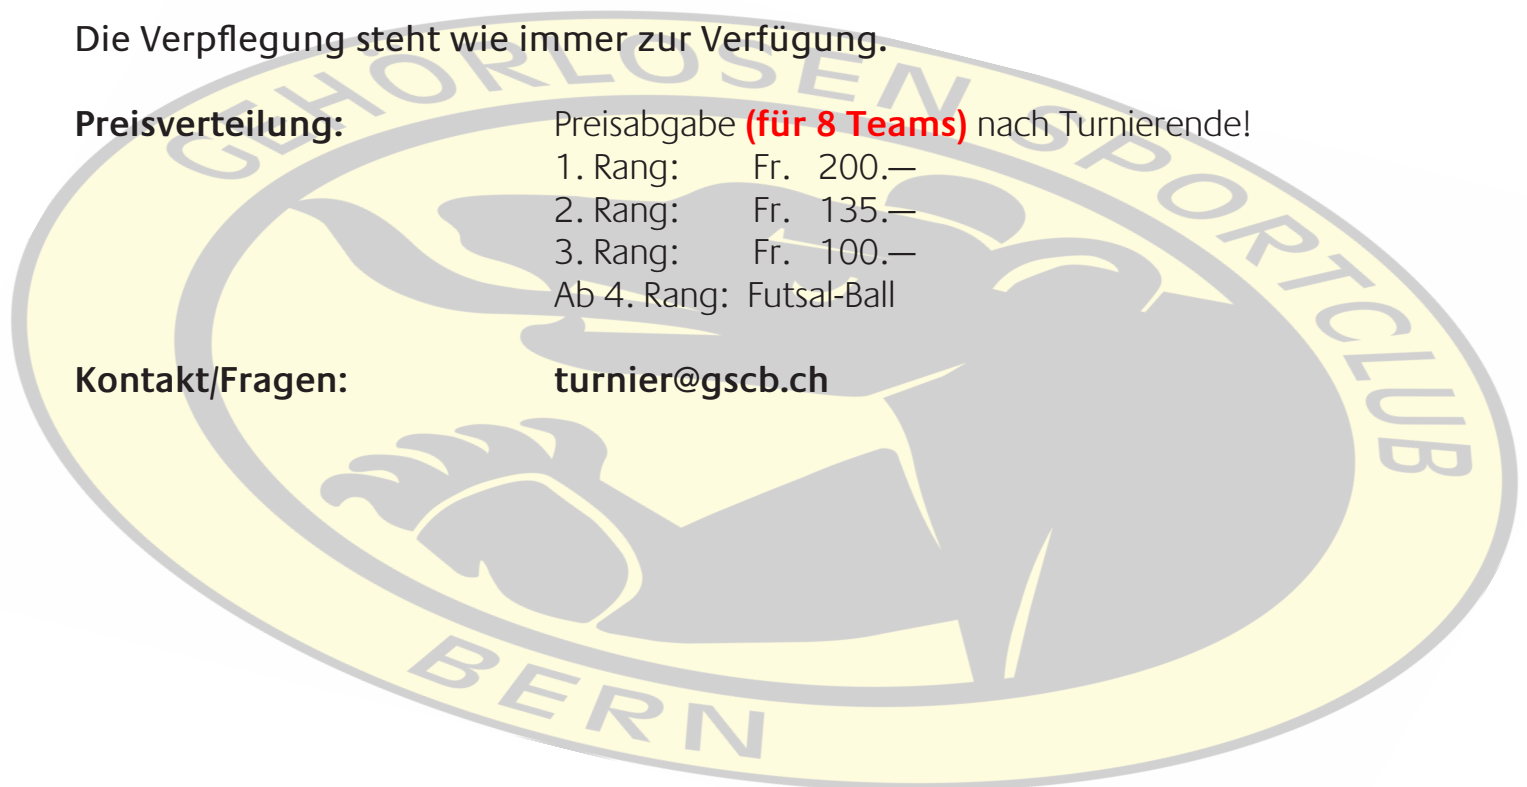 Die Verpflegung steht wie immer zur Verfügung.
Preisverteilung: Preisabgabe (für 8 Teams) nach Turnierende!
1. Rang: Fr. 200.—
2. Rang: Fr. 135.—
3. Rang: Fr. 100.—
Ab 4. Rang: Futsal-Ball
Kontakt/Fragen: turnier@gscb.ch
GEHÖRLOSEN SPORTCLUB
BERN